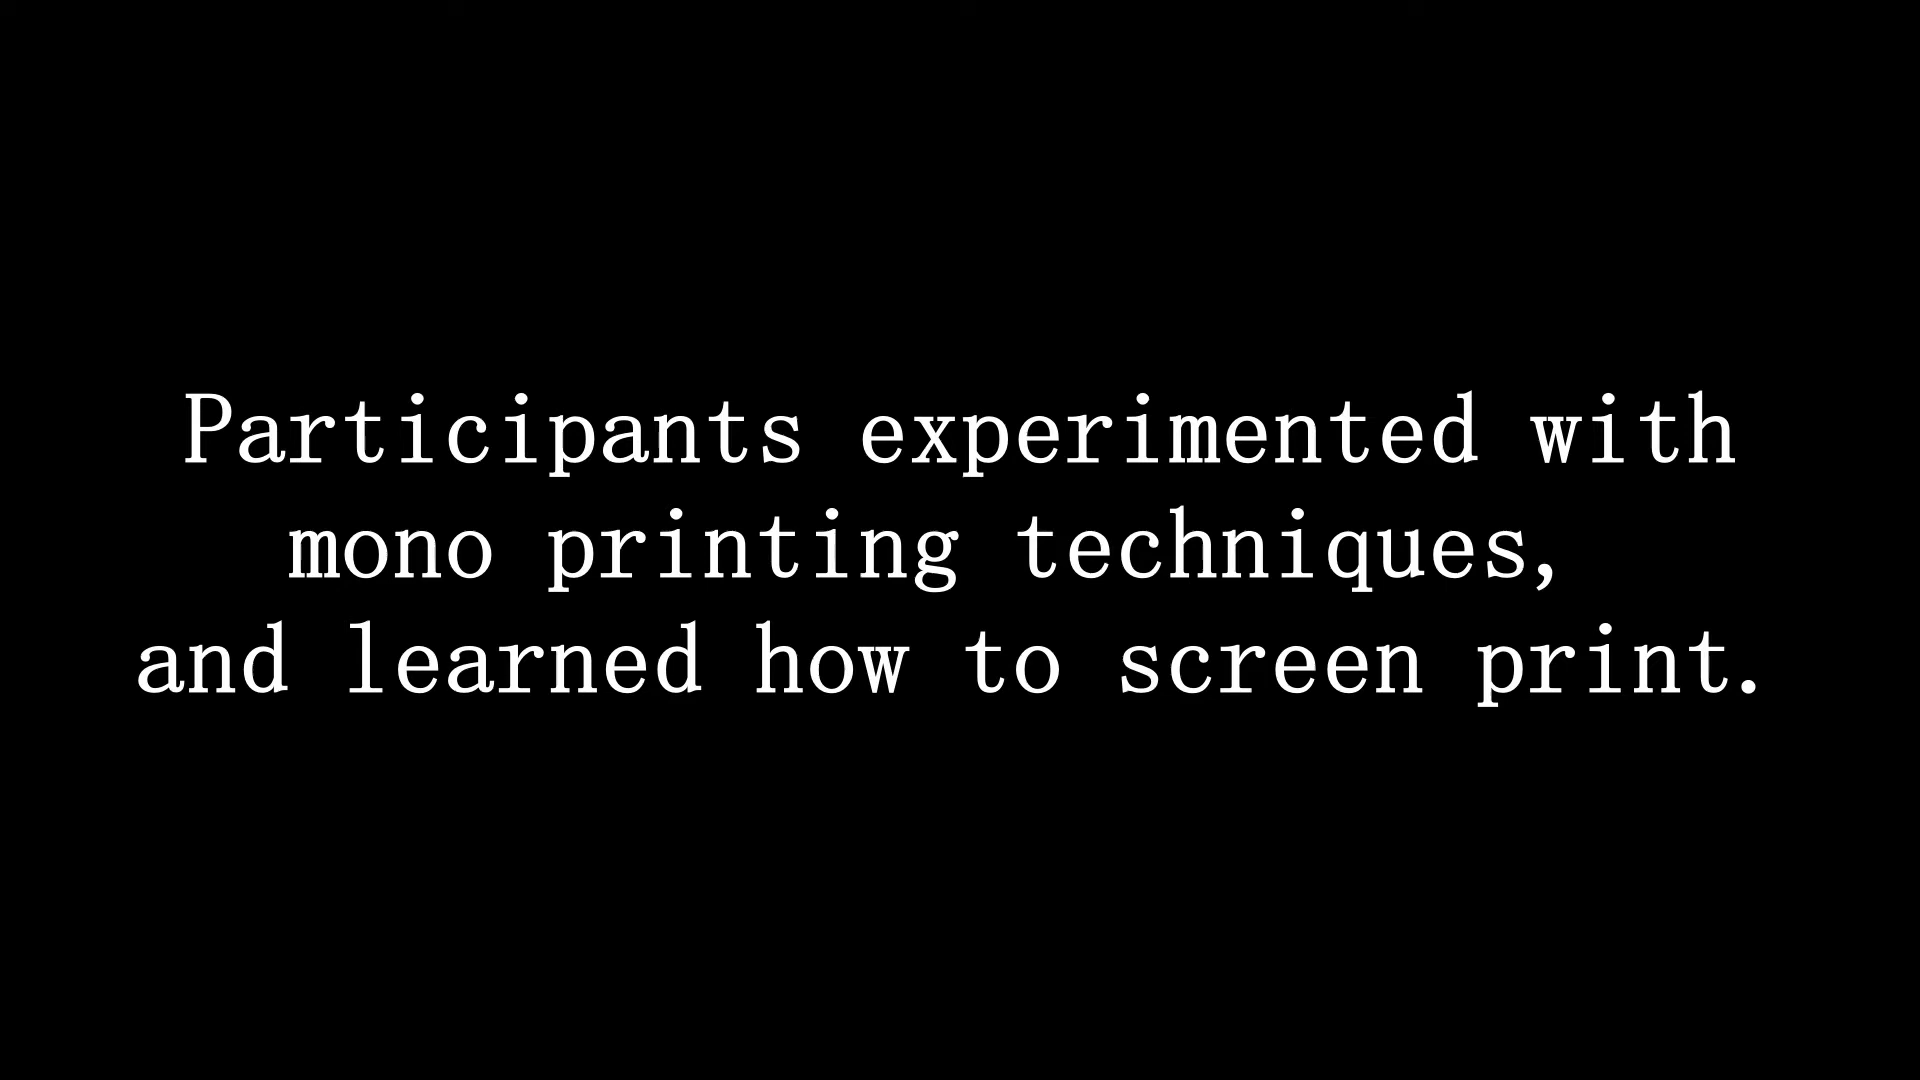 Participants experimented with
mono printing techniques,
and learned how to screen print.